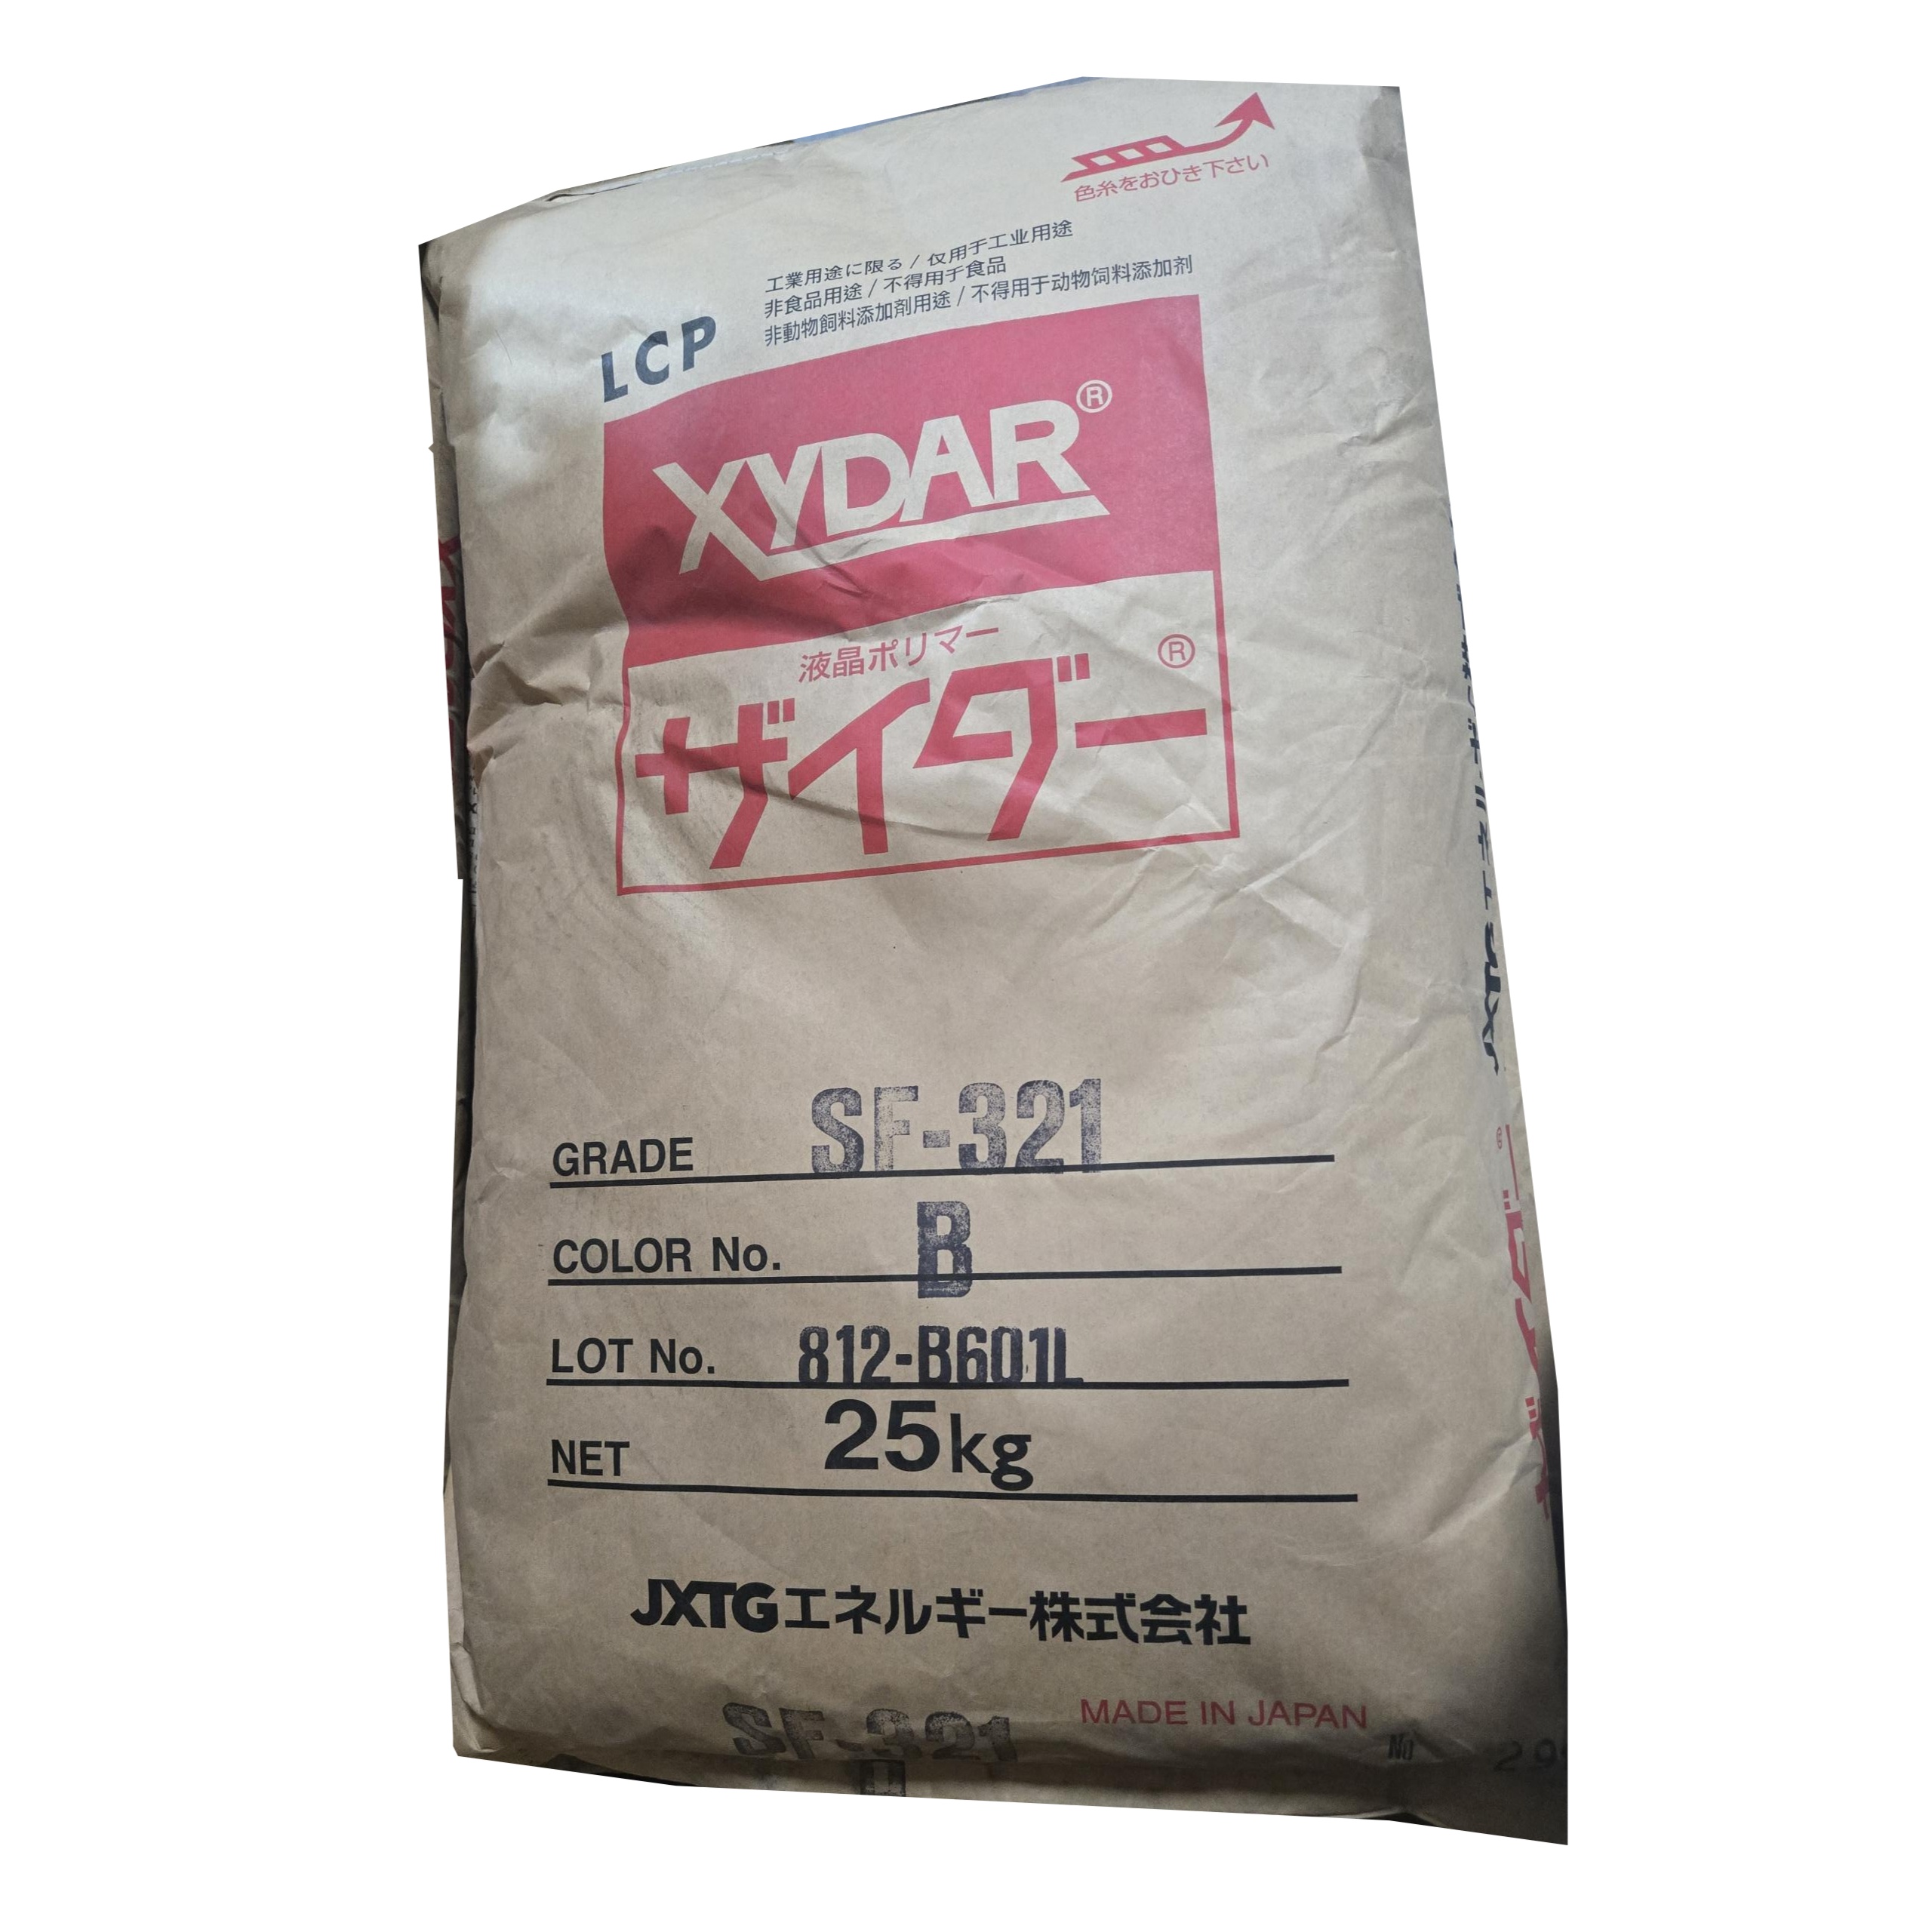 色糸をおひき下さい
工業用途に限る / 仅用于工业用途
非食品用途 / 不得用于食品
非動物飼料添加剤用途 / 不得用于动物饲料添加剂
LCP
XYDAR®
液晶ポリマー
ザイダー®
GRADE SF-321
COLOR No. B
LOT No. 812-B601L
NET 25kg
JXTGエネルギー株式会社
MADE IN JAPAN
SF-321
No